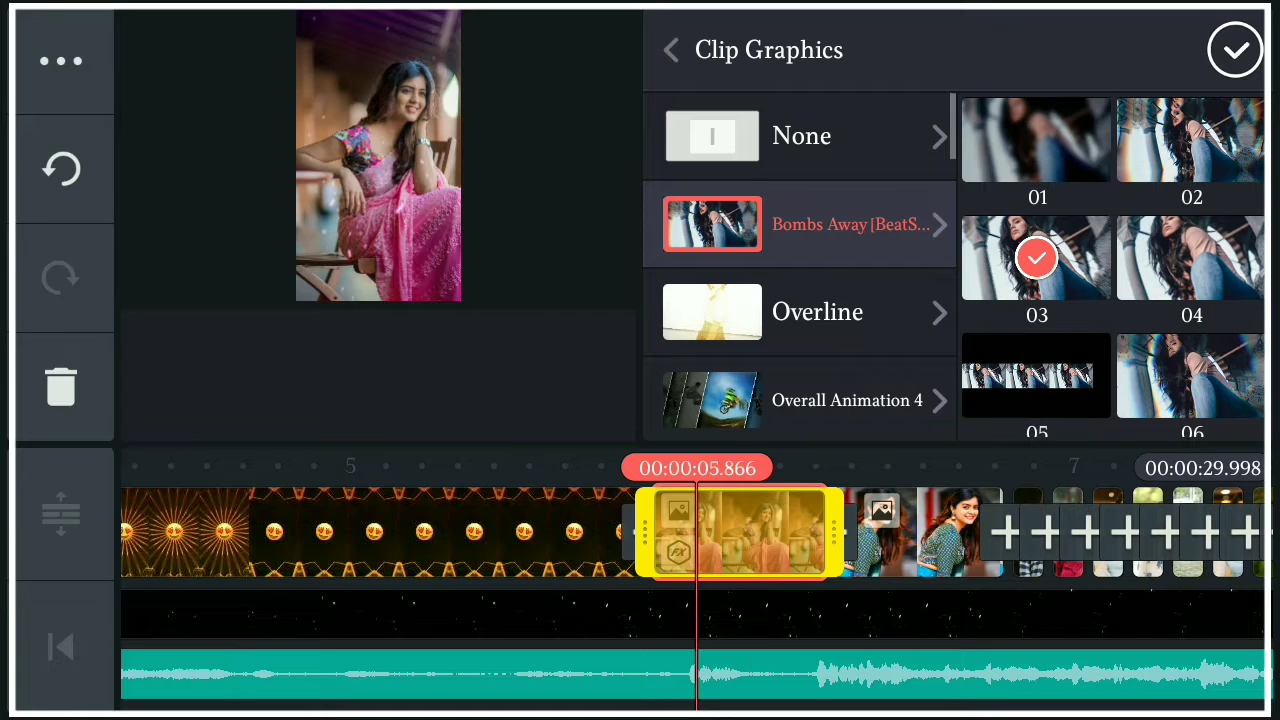 Clip Graphics
None
Bombs Away [BeatS...
Overline
Overall Animation 4
01
02
03
04
05
06
5
00:00:05.866
7
00:00:29.998
FX